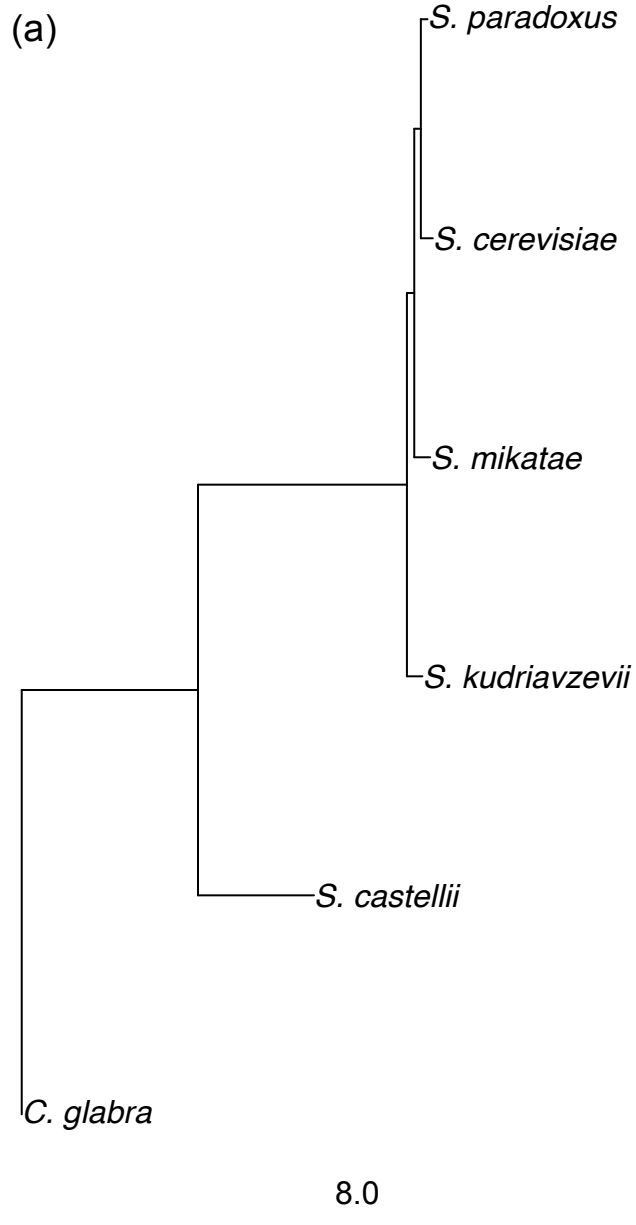 (a)
S. paradoxus
S. cerevisiae
S. mikatae
S. kudriavzevii
S. castellii
C. glabra
8.0